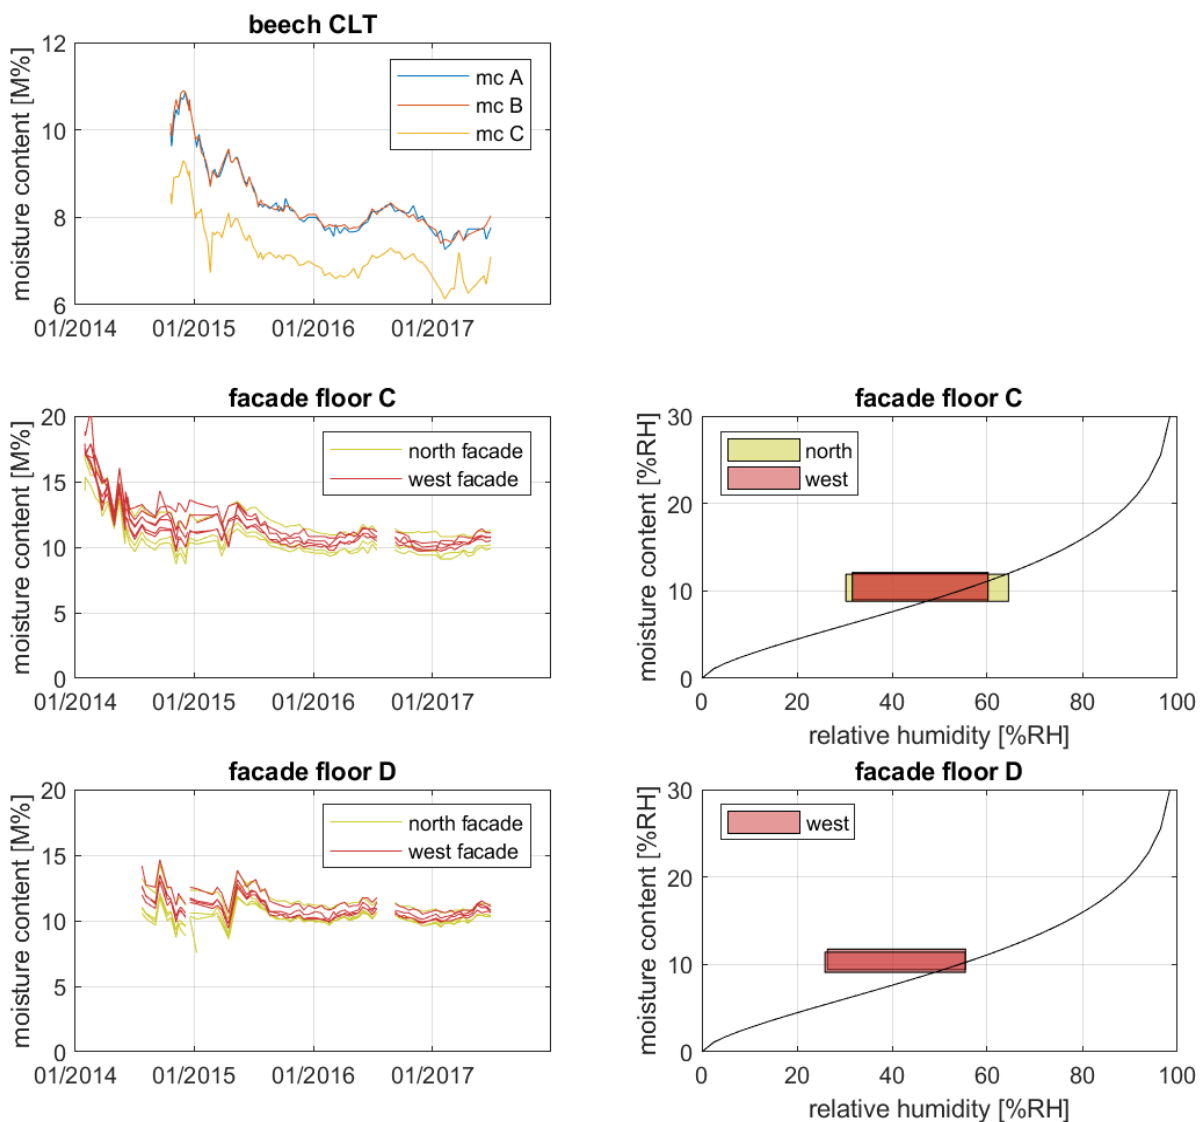 beech CLT
moisture content [M%]
12
10
8
6
mc A
mc B
mc C
01/2014 01/2015 01/2016 01/2017
facade floor C
moisture content [M%]
20
15
10
5
0
north facade
west facade
01/2014 01/2015 01/2016 01/2017
facade floor C
moisture content [%RH]
30
20
10
0
north
west
0 20 40 60 80 100
relative humidity [%RH]
facade floor D
moisture content [M%]
20
15
10
5
0
north facade
west facade
01/2014 01/2015 01/2016 01/2017
facade floor D
moisture content [%RH]
30
20
10
0
west
0 20 40 60 80 100
relative humidity [%RH]